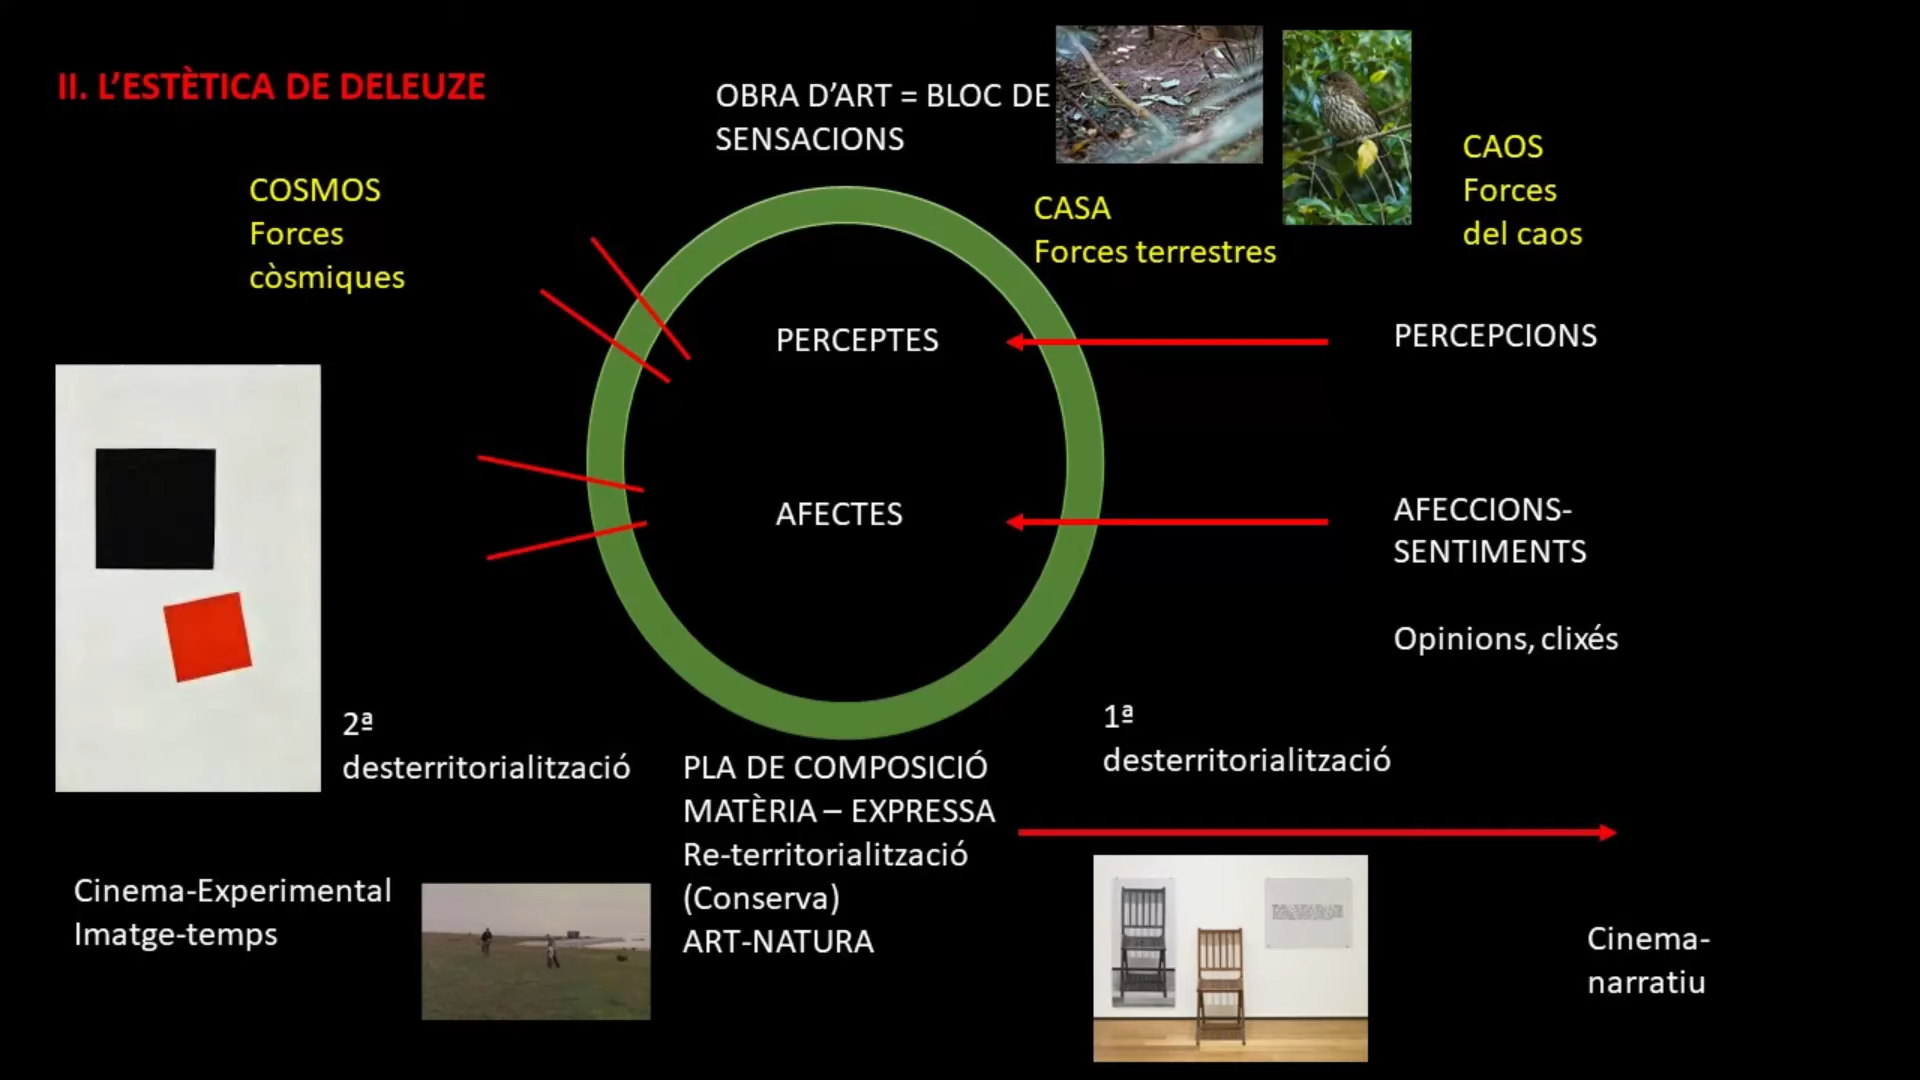 II. L’ESTÈTICA DE DELEUZE
OBRA D’ART = BLOC DE
SENSACIONS
COSMOS
Forces
còsmiques
CASA
Forces terrestres
CAOS
Forces
del caos
PERCEPTES
PERCEPCIONS
AFECTES
AFECCIONS-
SENTIMENTS
Opinions, clixés
2ª
desterritorialització
1ª
desterritorialització
PLA DE COMPOSICIÓ
MATÈRIA – EXPRESSA
Re-territorialització
(Conserva)
ART-NATURA
Cinema-Experimental
Imatge-temps
Cinema-
narratiu